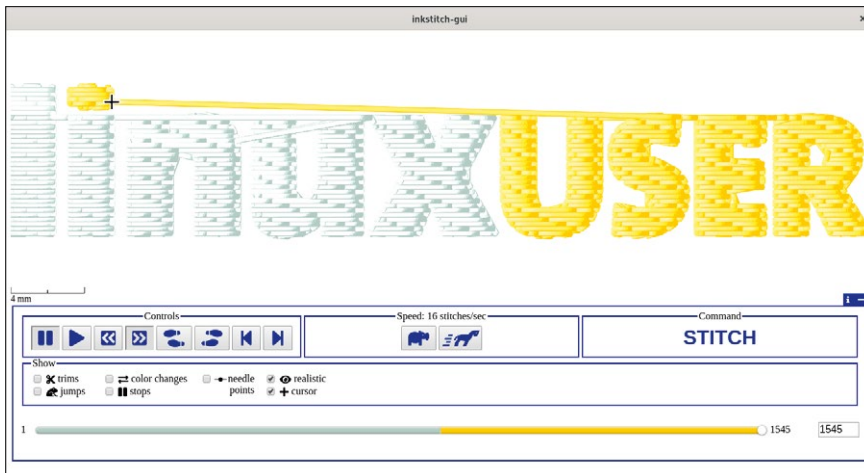 inkstitch-gui
×
linuxUSER
4 mm
i −
Controls
Speed: 16 stitches/sec
Command
STITCH
Show
trims
color changes
needle points
realistic
jumps
stops
cursor
1
1545
1545